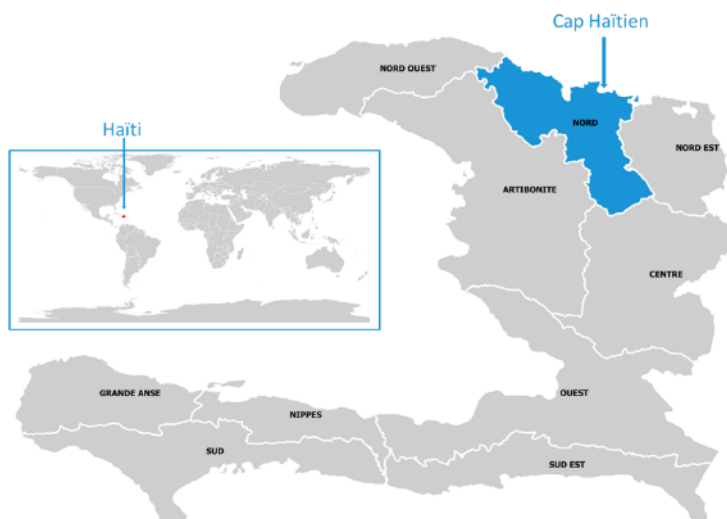 Cap Haïtien
NORD OUEST
Haïti
NORD
NORD EST
ARTIBONITE
CENTRE
GRANDE ANSE
OUEST
NIPPES
SUD
SUD EST